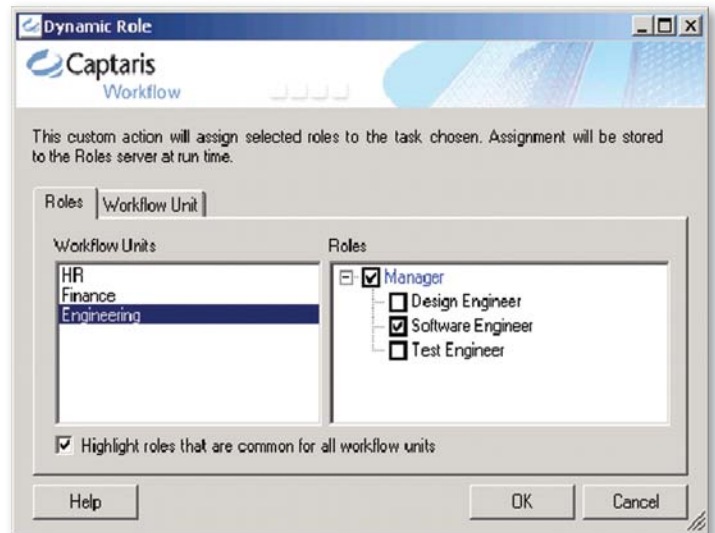 Dynamic Role
Captaris
Workflow
This custom action will assign selected roles to the task chosen. Assignment will be stored
to the Roles server at run time.
Roles
Workflow Unit
Workflow Units
Roles
HR
Finance
Engineering
Manager
Design Engineer
Software Engineer
Test Engineer
Highlight roles that are common for all workflow units
Help
OK
Cancel